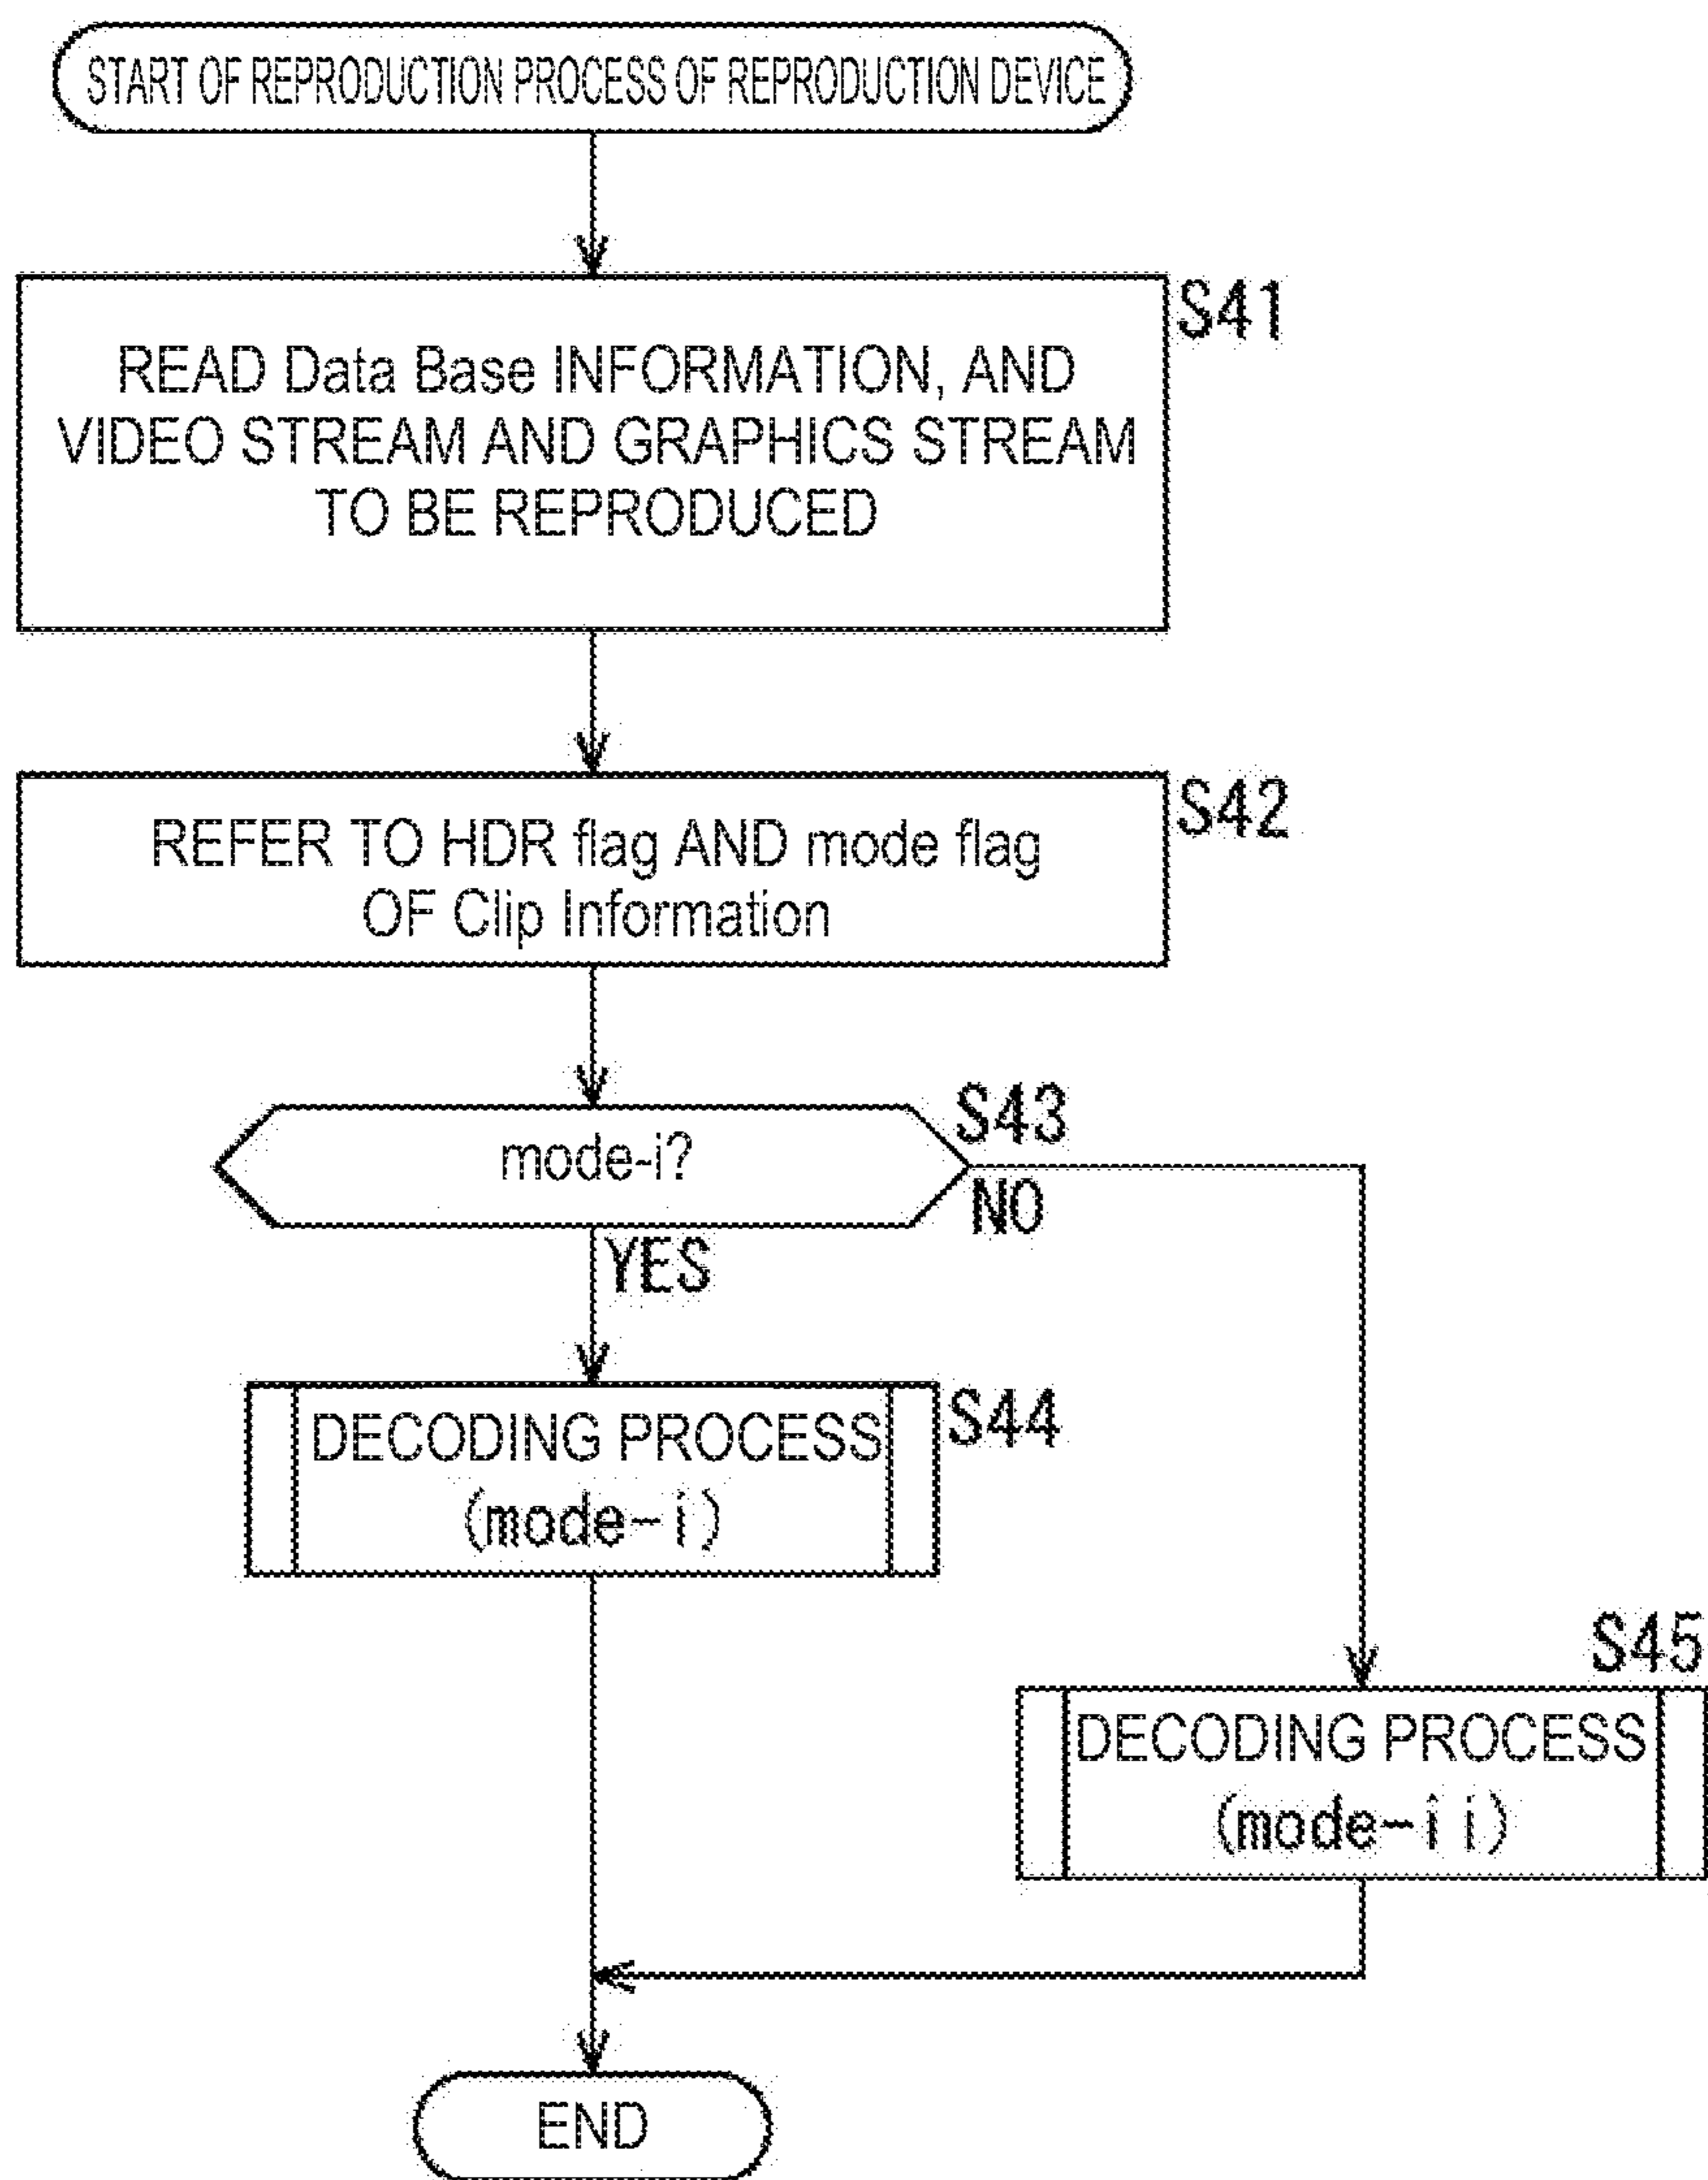 START OF REPRODUCTION PROCESS OF REPRODUCTION DEVICE
S41
READ Data Base INFORMATION, AND
VIDEO STREAM AND GRAPHICS STREAM
TO BE REPRODUCED
S42
REFER TO HDR flag AND mode flag
OF Clip Information
S43
mode-i?
NO
YES
S44
DECODING PROCESS
(mode-i)
S45
DECODING PROCESS
(mode-ii)
END